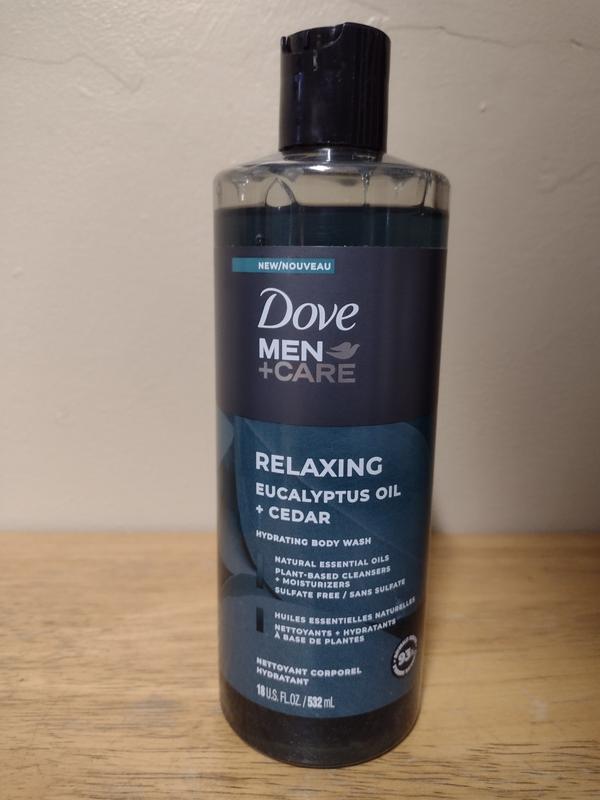 NEW/NOUVEAU
Dove
MEN
+CARE
RELAXING
EUCALYPTUS OIL
+ CEDAR
HYDRATING BODY WASH
NATURAL ESSENTIAL OILS
PLANT-BASED CLEANSERS
+ MOISTURIZERS
SULFATE FREE / SANS SULFATE
HUILES ESSENTIELLES NATURELLES
NETTOYANTS + HYDRATANTS
À BASE DE PLANTES
93%
NETTOYANT CORPOREL
HYDRATANT
18 U.S. FL.OZ. / 532 mL